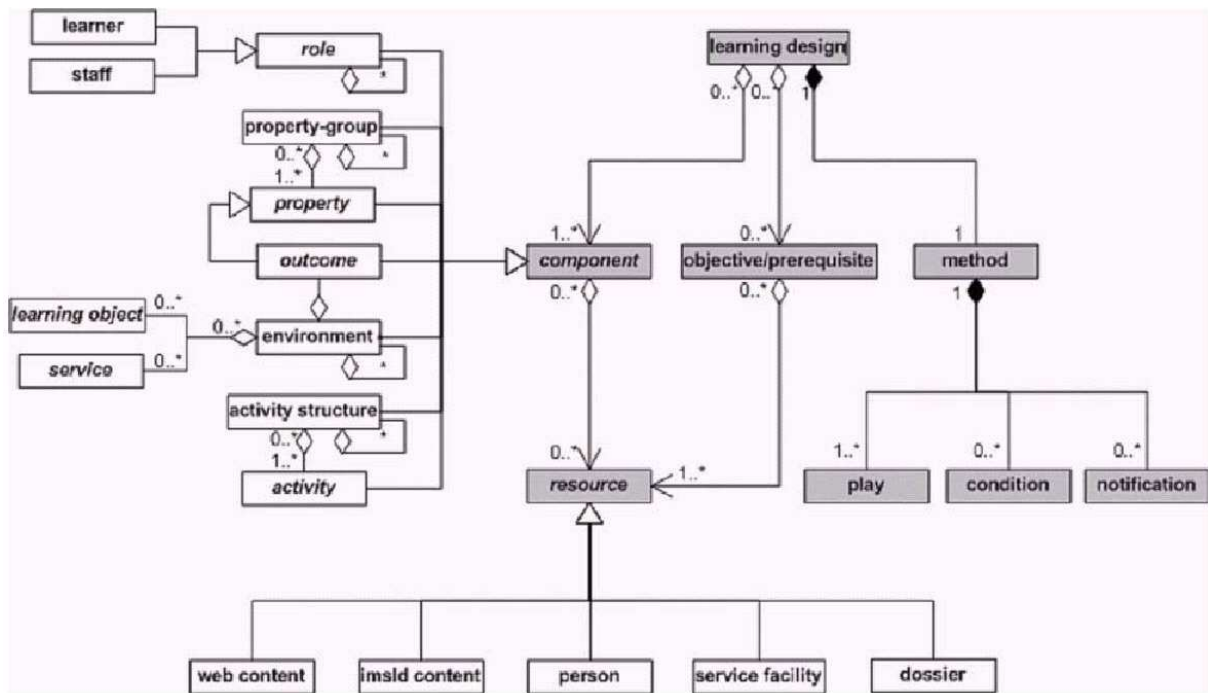 learner
staff
role
*
property-group
0..*
*
1..*
property
outcome
learning object
0..*
0..*
environment
service
0..*
*
activity structure
0..*
*
1..*
activity
learning design
0..*
0..*
1
1..*
0..*
1
component
objective/prerequisite
method
0..*
0..*
1
0..*
1..*
resource
1..*
0..*
0..*
play
condition
notification
web content
imsld content
person
service facility
dossier